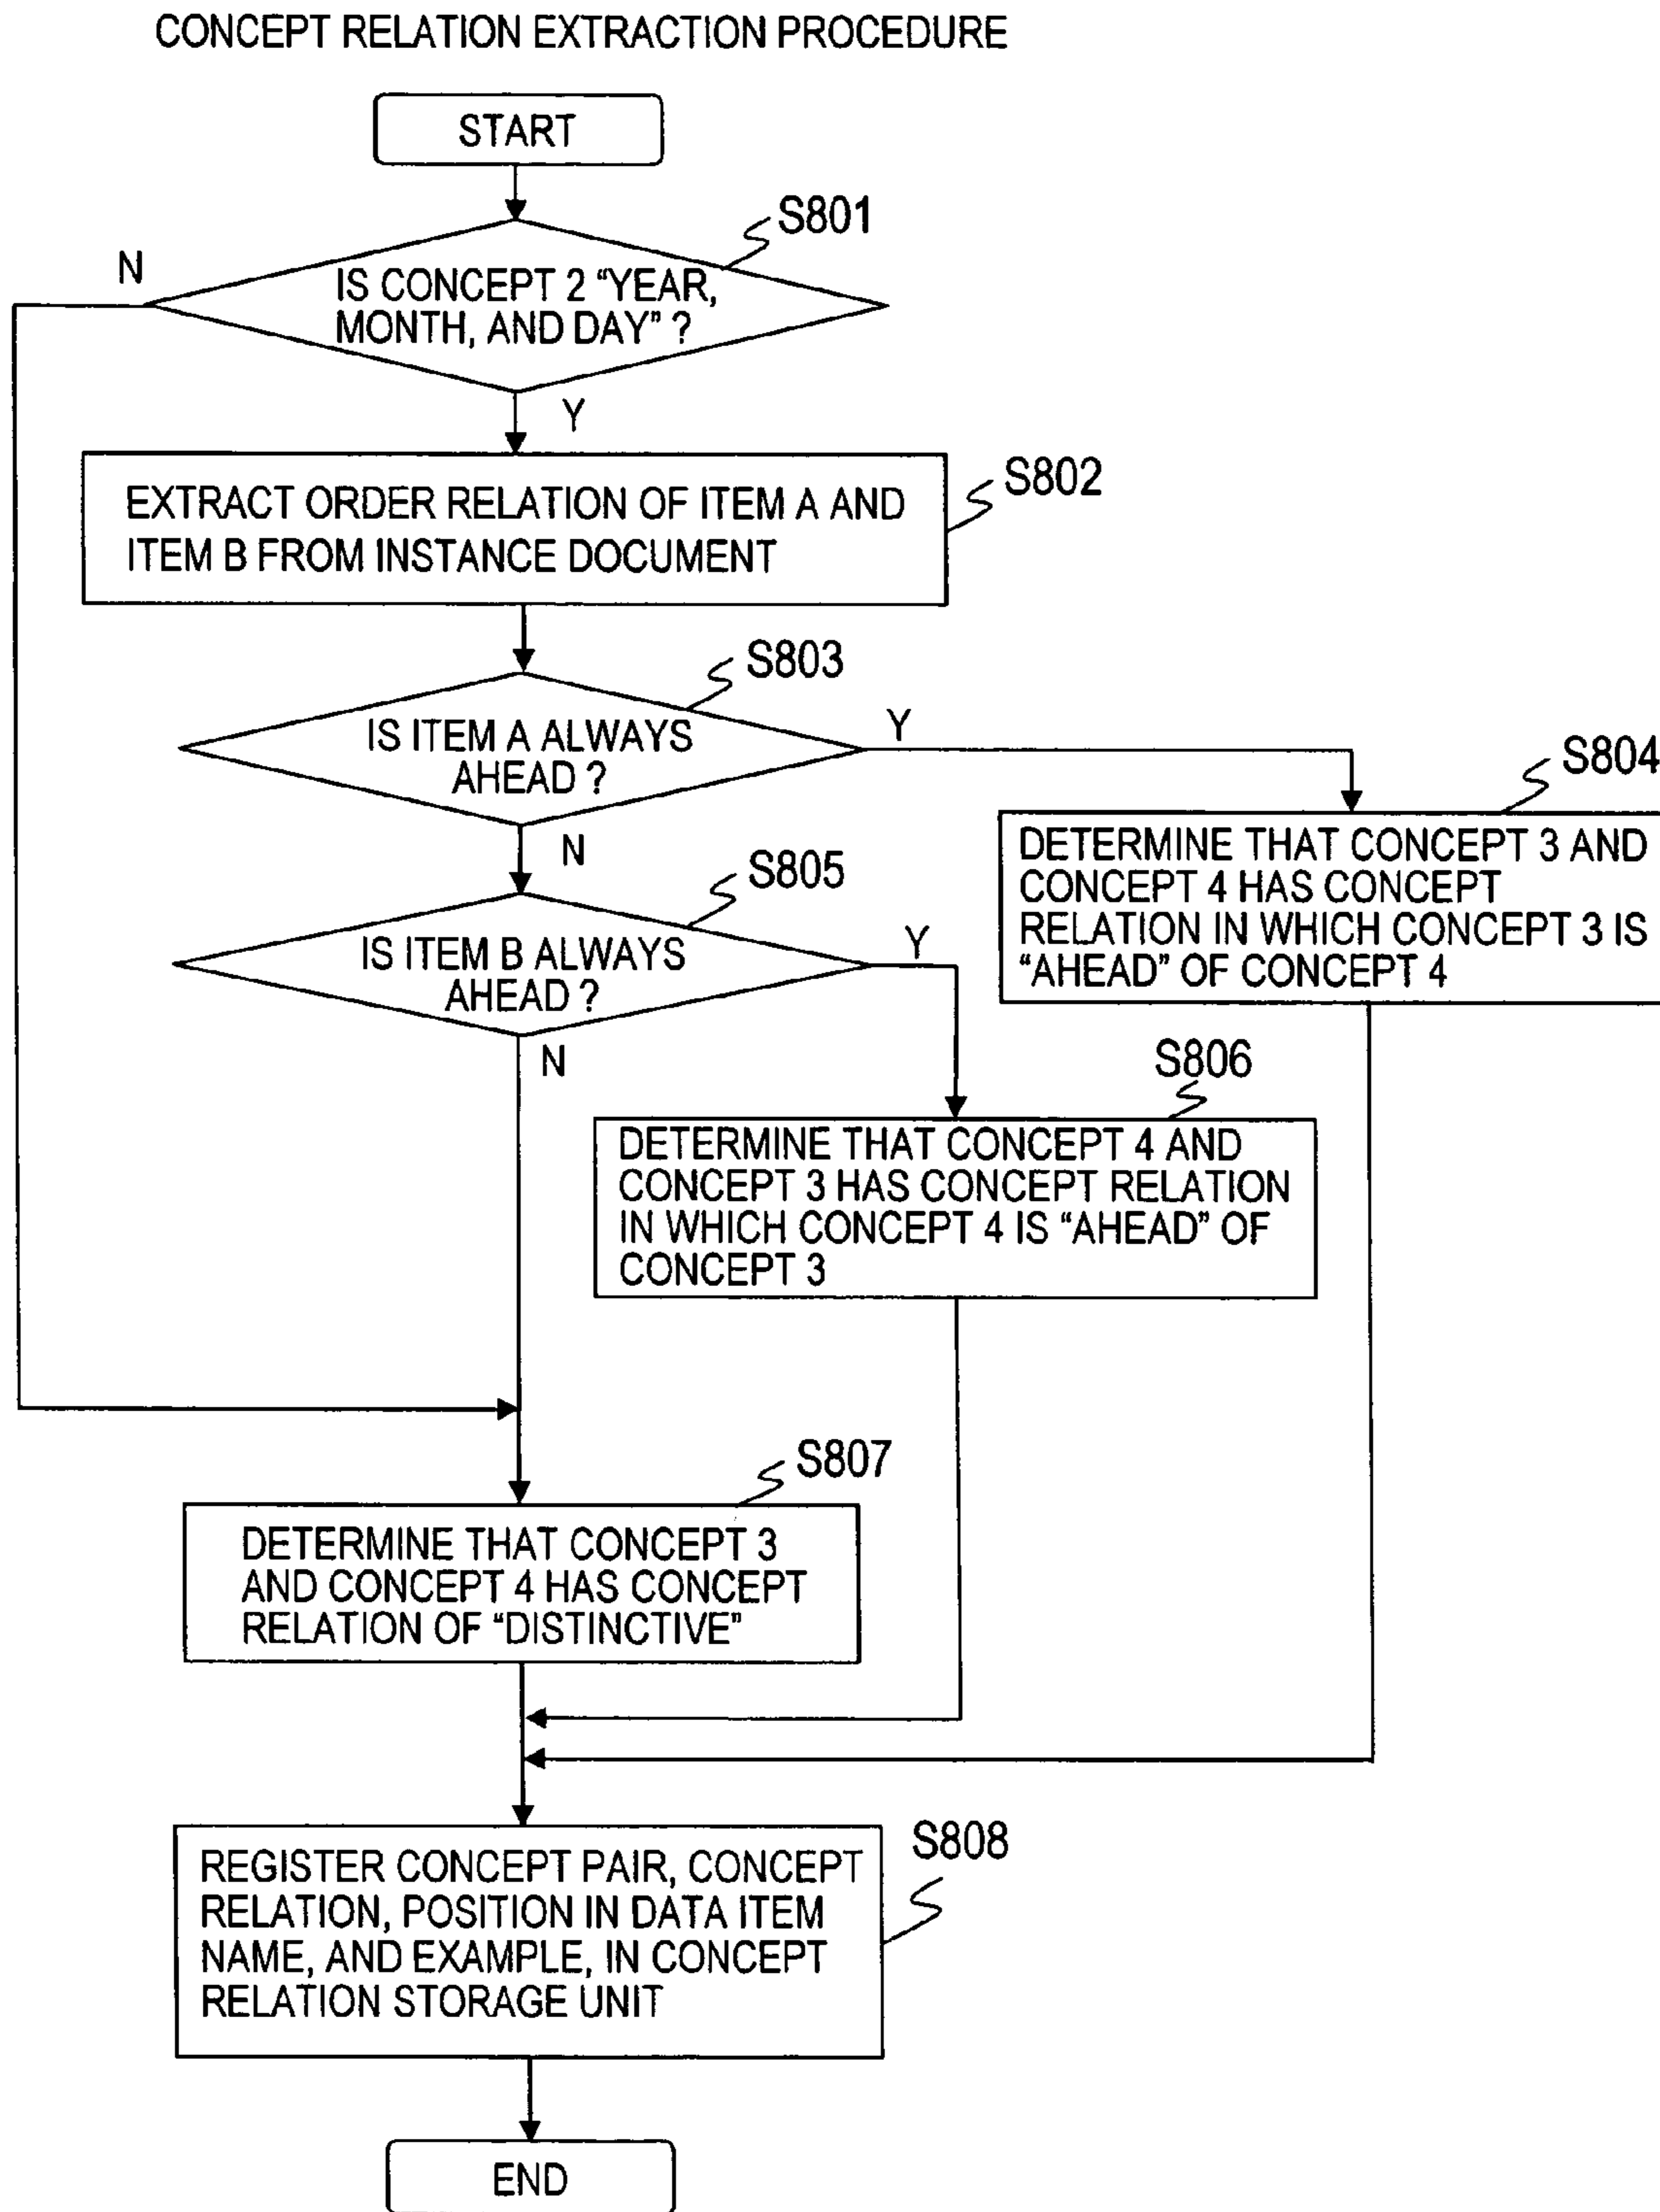 CONCEPT RELATION EXTRACTION PROCEDURE
START
S801
N
IS CONCEPT 2 “YEAR,
MONTH, AND DAY” ?
Y
S802
EXTRACT ORDER RELATION OF ITEM A AND
ITEM B FROM INSTANCE DOCUMENT
S803
IS ITEM A ALWAYS
AHEAD ?
Y
N
S804
DETERMINE THAT CONCEPT 3 AND
CONCEPT 4 HAS CONCEPT
RELATION IN WHICH CONCEPT 3 IS
“AHEAD” OF CONCEPT 4
S805
IS ITEM B ALWAYS
AHEAD ?
Y
N
S806
DETERMINE THAT CONCEPT 4 AND
CONCEPT 3 HAS CONCEPT RELATION
IN WHICH CONCEPT 4 IS “AHEAD” OF
CONCEPT 3
S807
DETERMINE THAT CONCEPT 3
AND CONCEPT 4 HAS CONCEPT
RELATION OF “DISTINCTIVE”
S808
REGISTER CONCEPT PAIR, CONCEPT
RELATION, POSITION IN DATA ITEM
NAME, AND EXAMPLE, IN CONCEPT
RELATION STORAGE UNIT
END